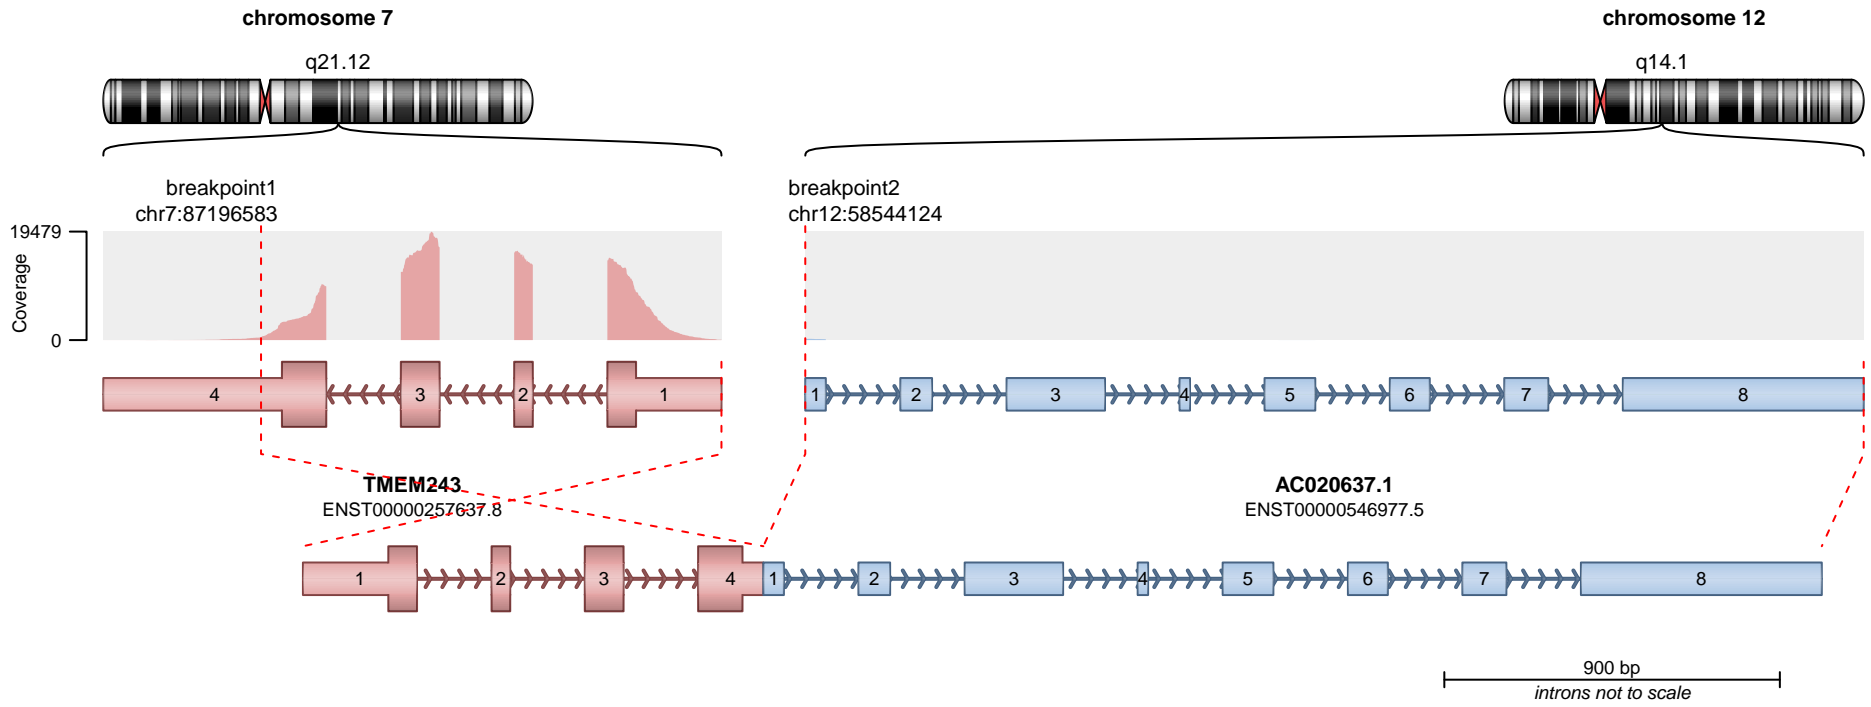 chromosome 7
chromosome 12
q21.12
q14.1
breakpoint1
chr7:87196583
breakpoint2
chr12:58544124
19479
Coverage
0
4 3 2 1
1 2 3 4 5 6 7 8
TMEM243
ENST00000257637.8
AC020637.1
ENST00000546977.5
1 2 3 4 1 2 3 4 5 6 7 8
900 bp
introns not to scale